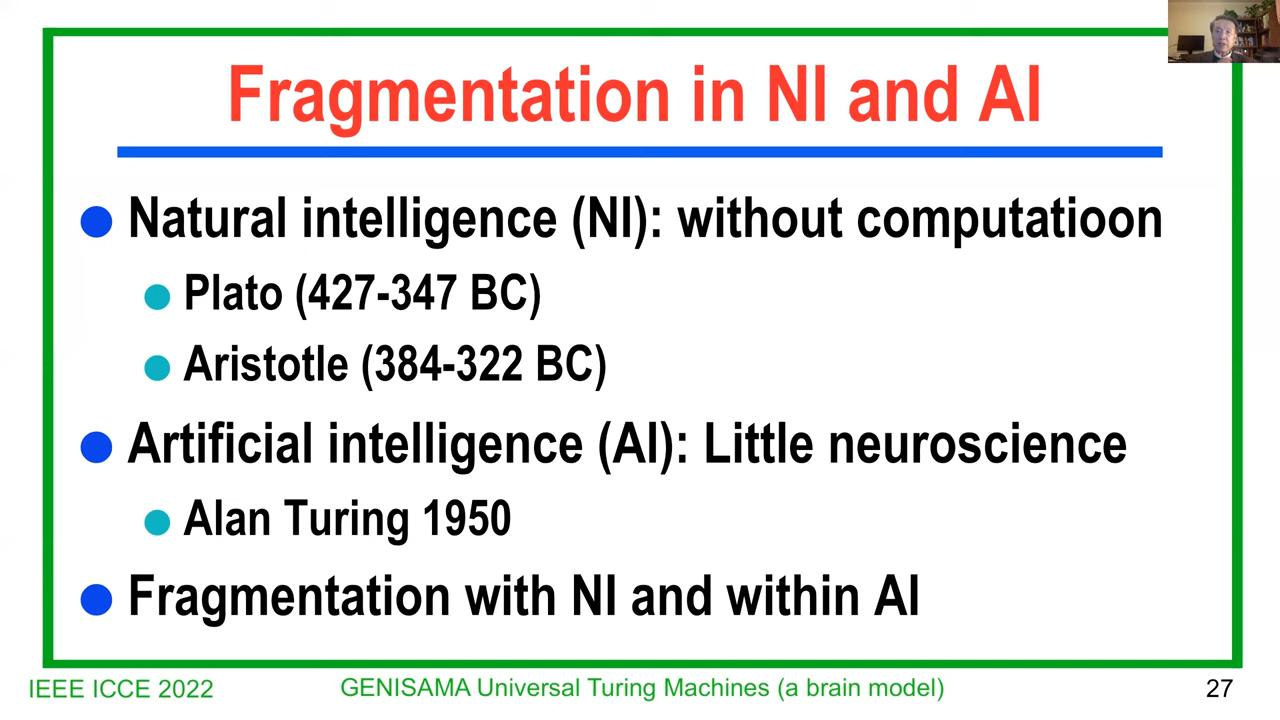 Fragmentation in NI and AI
Natural intelligence (NI): without computatioon
Plato (427-347 BC)
Aristotle (384-322 BC)
Artificial intelligence (AI): Little neuroscience
Alan Turing 1950
Fragmentation with NI and within AI
IEEE ICCE 2022
GENISAMA Universal Turing Machines (a brain model)
27